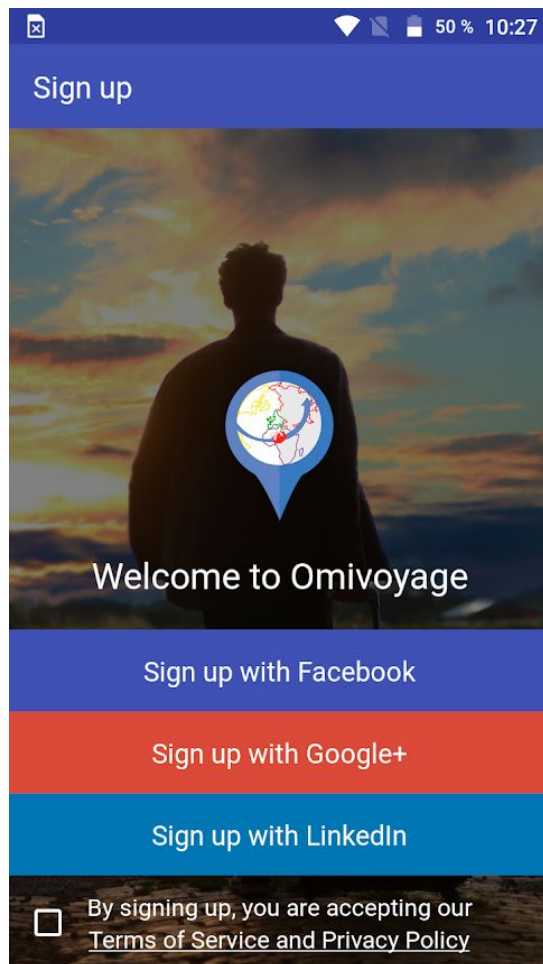 50 % 10:27
Sign up
Welcome to Omivoyage
Sign up with Facebook
Sign up with Google+
Sign up with LinkedIn
By signing up, you are accepting our
Terms of Service and Privacy Policy